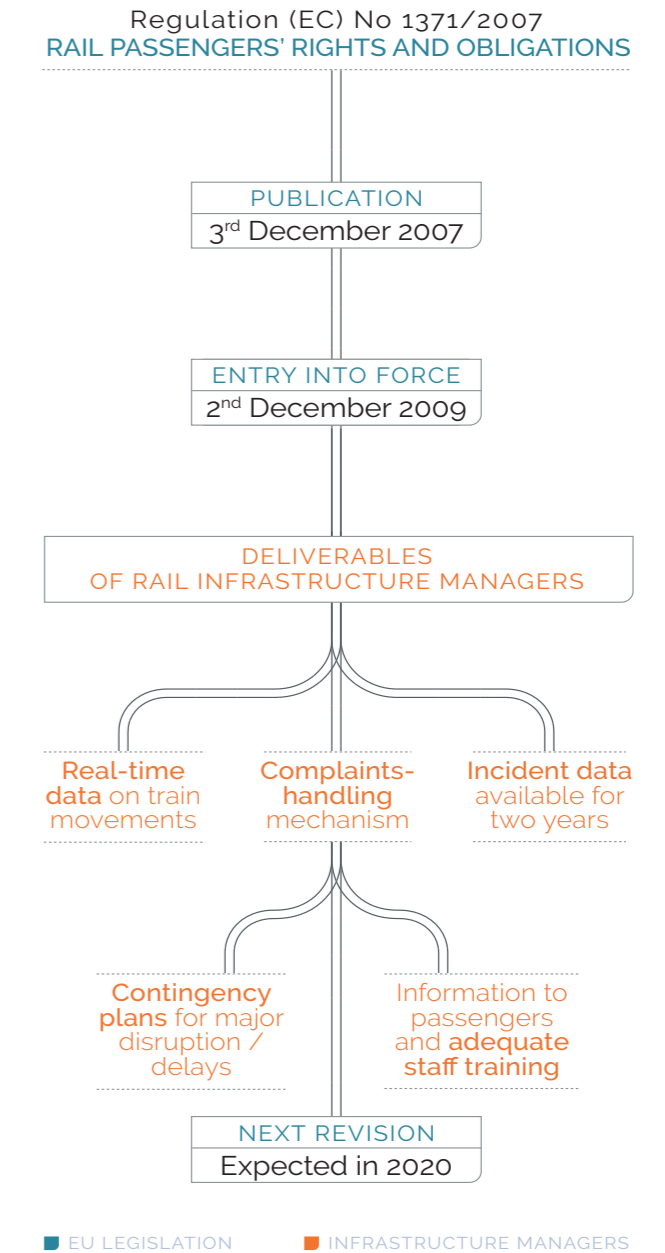 Regulation (EC) No 1371/2007
RAIL PASSENGERS' RIGHTS AND OBLIGATIONS
PUBLICATION
3rd December 2007
ENTRY INTO FORCE
2nd December 2009
DELIVERABLES
OF RAIL INFRASTRUCTURE MANAGERS
Real-time
data on train
movements
Complaints-
handling
mechanism
Incident data
available for
two years
Contingency
plans for major
disruption /
delays
Information to
passengers
and adequate
staff training
NEXT REVISION
Expected in 2020
EU LEGISLATION
INFRASTRUCTURE MANAGERS